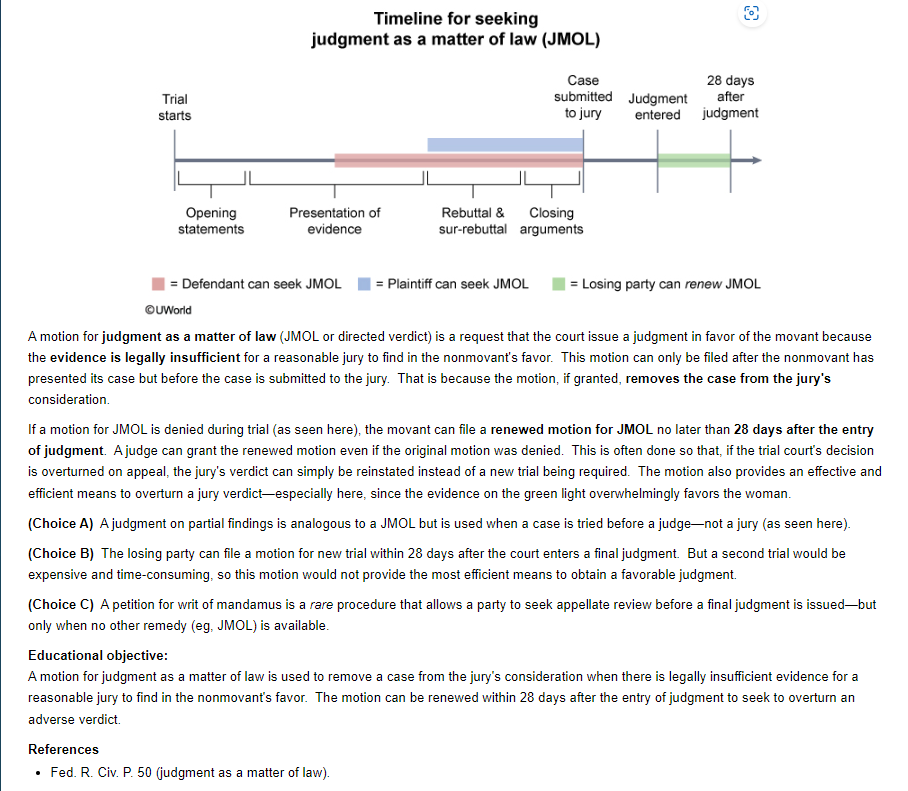 Timeline for seeking
judgment as a matter of law (JMOL)
Trial
starts
Case
submitted
to jury
Judgment
entered
28 days
after
judgment
Opening
statements
Presentation of
evidence
Rebuttal &
sur-rebuttal
Closing
arguments
= Defendant can seek JMOL
= Plaintiff can seek JMOL
= Losing party can renew JMOL
©UWorld
A motion for judgment as a matter of law (JMOL or directed verdict) is a request that the court issue a judgment in favor of the movant because
the evidence is legally insufficient for a reasonable jury to find in the nonmovant's favor. This motion can only be filed after the nonmovant has
presented its case but before the case is submitted to the jury. That is because the motion, if granted, removes the case from the jury's
consideration.
If a motion for JMOL is denied during trial (as seen here), the movant can file a renewed motion for JMOL no later than 28 days after the entry
of judgment. A judge can grant the renewed motion even if the original motion was denied. This is often done so that, if the trial court's decision
is overturned on appeal, the jury's verdict can simply be reinstated instead of a new trial being required. The motion also provides an effective and
efficient means to overturn a jury verdict—especially here, since the evidence on the green light overwhelmingly favors the woman.
(Choice A) A judgment on partial findings is analogous to a JMOL but is used when a case is tried before a judge—not a jury (as seen here).
(Choice B) The losing party can file a motion for new trial within 28 days after the court enters a final judgment. But a second trial would be
expensive and time-consuming, so this motion would not provide the most efficient means to obtain a favorable judgment.
(Choice C) A petition for writ of mandamus is a rare procedure that allows a party to seek appellate review before a final judgment is issued—but
only when no other remedy (eg, JMOL) is available.
Educational objective:
A motion for judgment as a matter of law is used to remove a case from the jury's consideration when there is legally insufficient evidence for a
reasonable jury to find in the nonmovant's favor. The motion can be renewed within 28 days after the entry of judgment to seek to overturn an
adverse verdict.
References
• Fed. R. Civ. P. 50 (judgment as a matter of law).